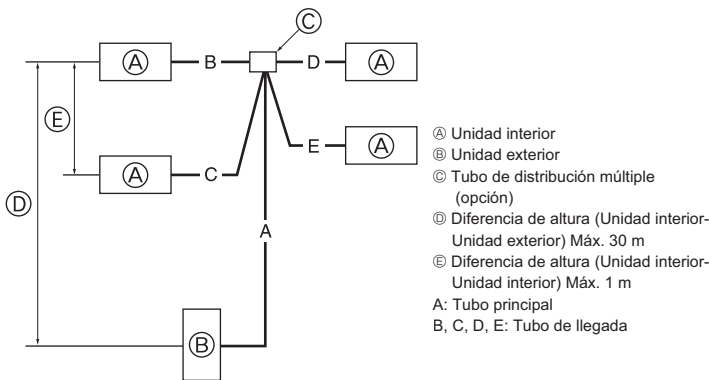 Ⓒ
Ⓐ B D Ⓐ
Ⓔ
Ⓐ C E Ⓐ
Ⓓ
A
Ⓑ
Ⓐ Unidad interior
Ⓑ Unidad exterior
Ⓒ Tubo de distribución múltiple
(opción)
Ⓓ Diferencia de altura (Unidad interior-
Unidad exterior) Máx. 30 m
Ⓔ Diferencia de altura (Unidad interior-
Unidad interior) Máx. 1 m
A: Tubo principal
B, C, D, E: Tubo de llegada